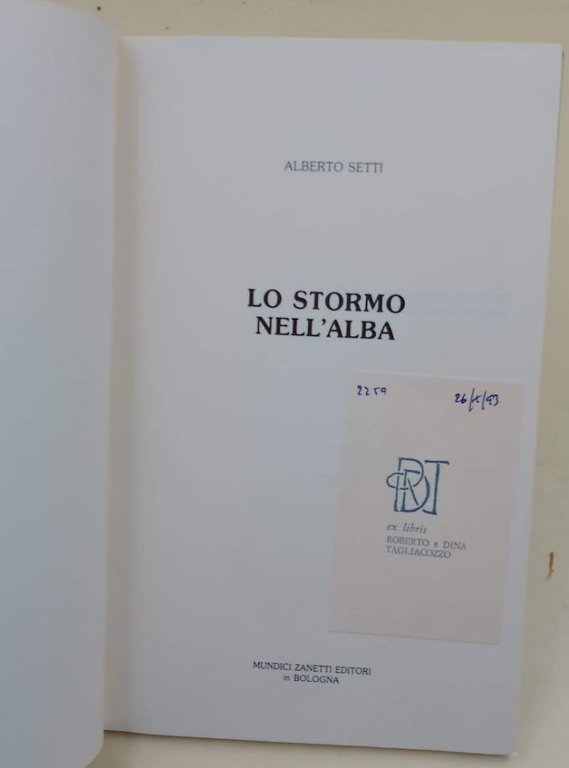 ALBERTO SETTI
LO STORMO
NELL'ALBA
2259 26/X/93
RDT
ex libris
ROBERTO e DINA
TAGLIACOZZO
MUNDICI ZANETTI EDITORI
in BOLOGNA